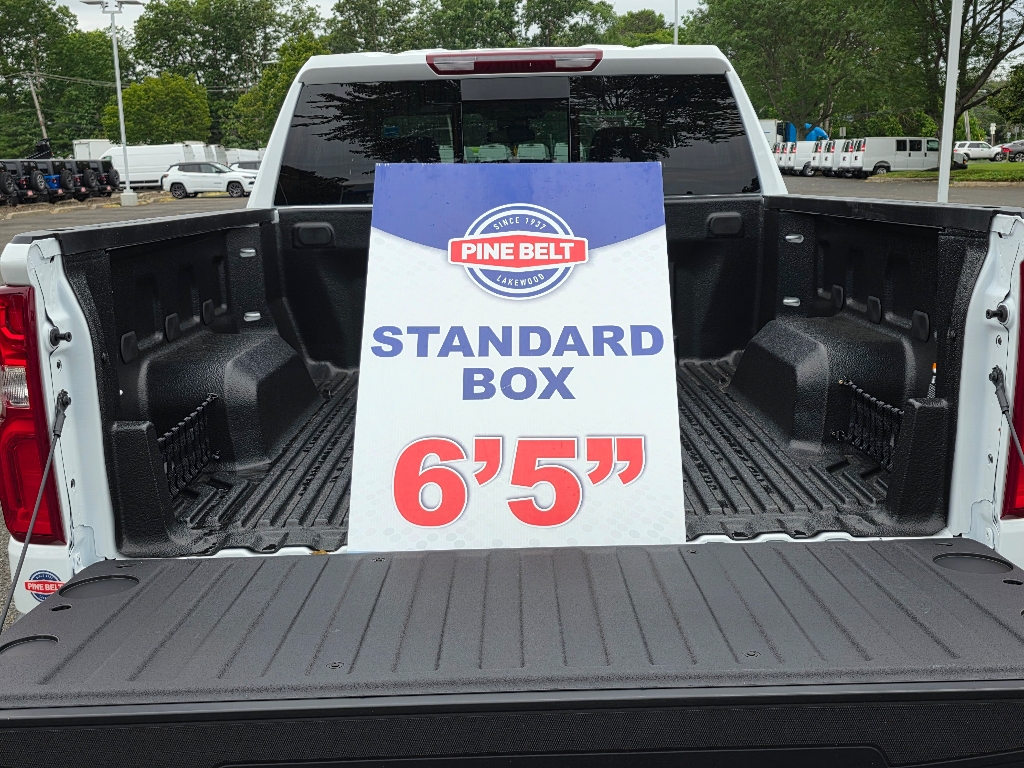 SINCE 1937
PINE BELT
LAKEWOOD
STANDARD
BOX
6’5”
PINE BELT